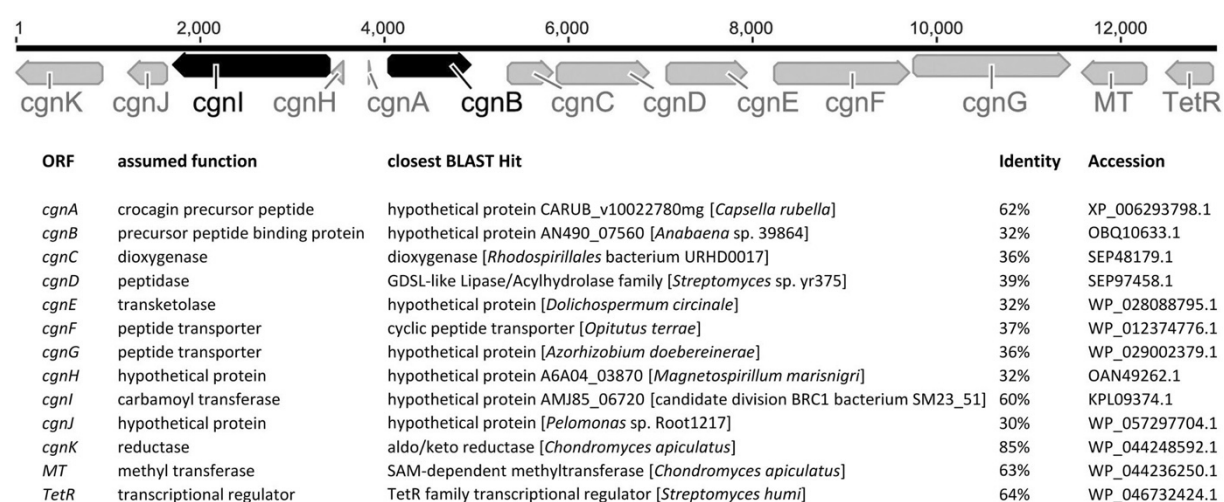 1 2,000 4,000 6,000 8,000 10,000 12,000
cgnK cgnJ cgnI cgnH cgnA cgnB cgnC cgnD cgnE cgnF cgnG MT TetR
ORF assumed function closest BLAST Hit Identity Accession
cgnA crocagin precursor peptide hypothetical protein CARUB_v10022780mg [Capsella rubella] 62% XP_006293798.1
cgnB precursor peptide binding protein hypothetical protein AN490_07560 [Anabaena sp. 39864] 32% OBQ10633.1
cgnC dioxygenase dioxygenase [Rhodospirillales bacterium URHD0017] 36% SEP48179.1
cgnD peptidase GDSL-like Lipase/Acylhydrolase family [Streptomyces sp. yr375] 39% SEP97458.1
cgnE transketolase hypothetical protein [Dolichospermum circinale] 32% WP_028088795.1
cgnF peptide transporter cyclic peptide transporter [Opitutus terrae] 37% WP_012374776.1
cgnG peptide transporter hypothetical protein [Azorhizobium doebereinerae] 36% WP_029002379.1
cgnH hypothetical protein hypothetical protein A6A04_03870 [Magnetospirillum marisnigri] 32% OAN49262.1
cgnI carbamoyl transferase hypothetical protein AMJ85_06720 [candidate division BRC1 bacterium SM23_51] 60% KPL09374.1
cgnJ hypothetical protein hypothetical protein [Pelomonas sp. Root1217] 30% WP_057297704.1
cgnK reductase aldo/keto reductase [Chondromyces apiculatus] 85% WP_044248592.1
MT methyl transferase SAM-dependent methyltransferase [Chondromyces apiculatus] 63% WP_044236250.1
TetR transcriptional regulator TetR family transcriptional regulator [Streptomyces humi] 64% WP_046732424.1